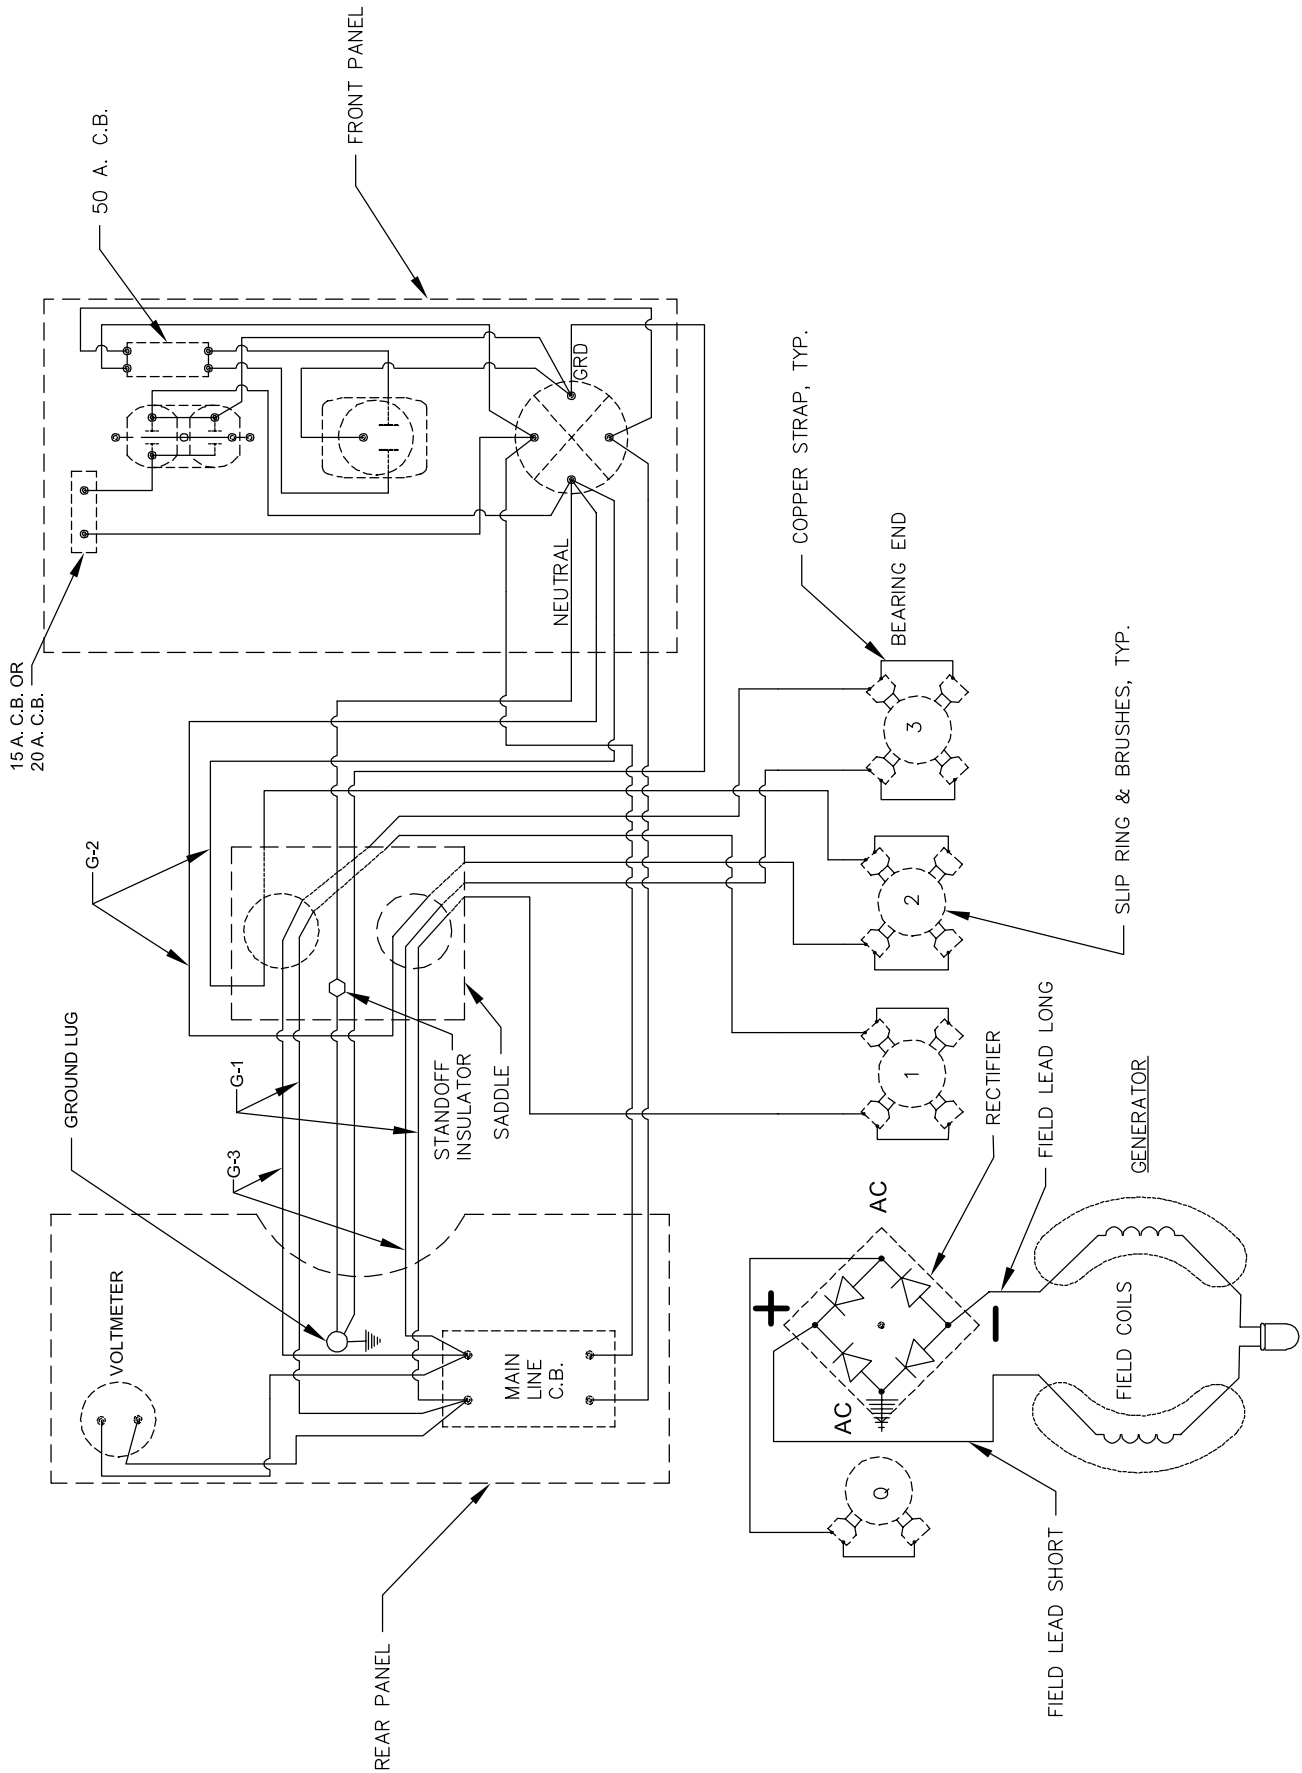 15 A. C.B. OR
20 A. C.B.
50 A. C.B.
FRONT PANEL
GRD
NEUTRAL
G-2
GROUND LUG
G-1
G-3
STANDOFF
INSULATOR
SADDLE
VOLTMETER
MAIN
LINE
C.B.
REAR PANEL
COPPER STRAP, TYP.
BEARING END
3
2
1
SLIP RING & BRUSHES, TYP.
RECTIFIER
FIELD LEAD LONG
GENERATOR
AC
+
-
AC
Q
FIELD COILS
FIELD LEAD SHORT